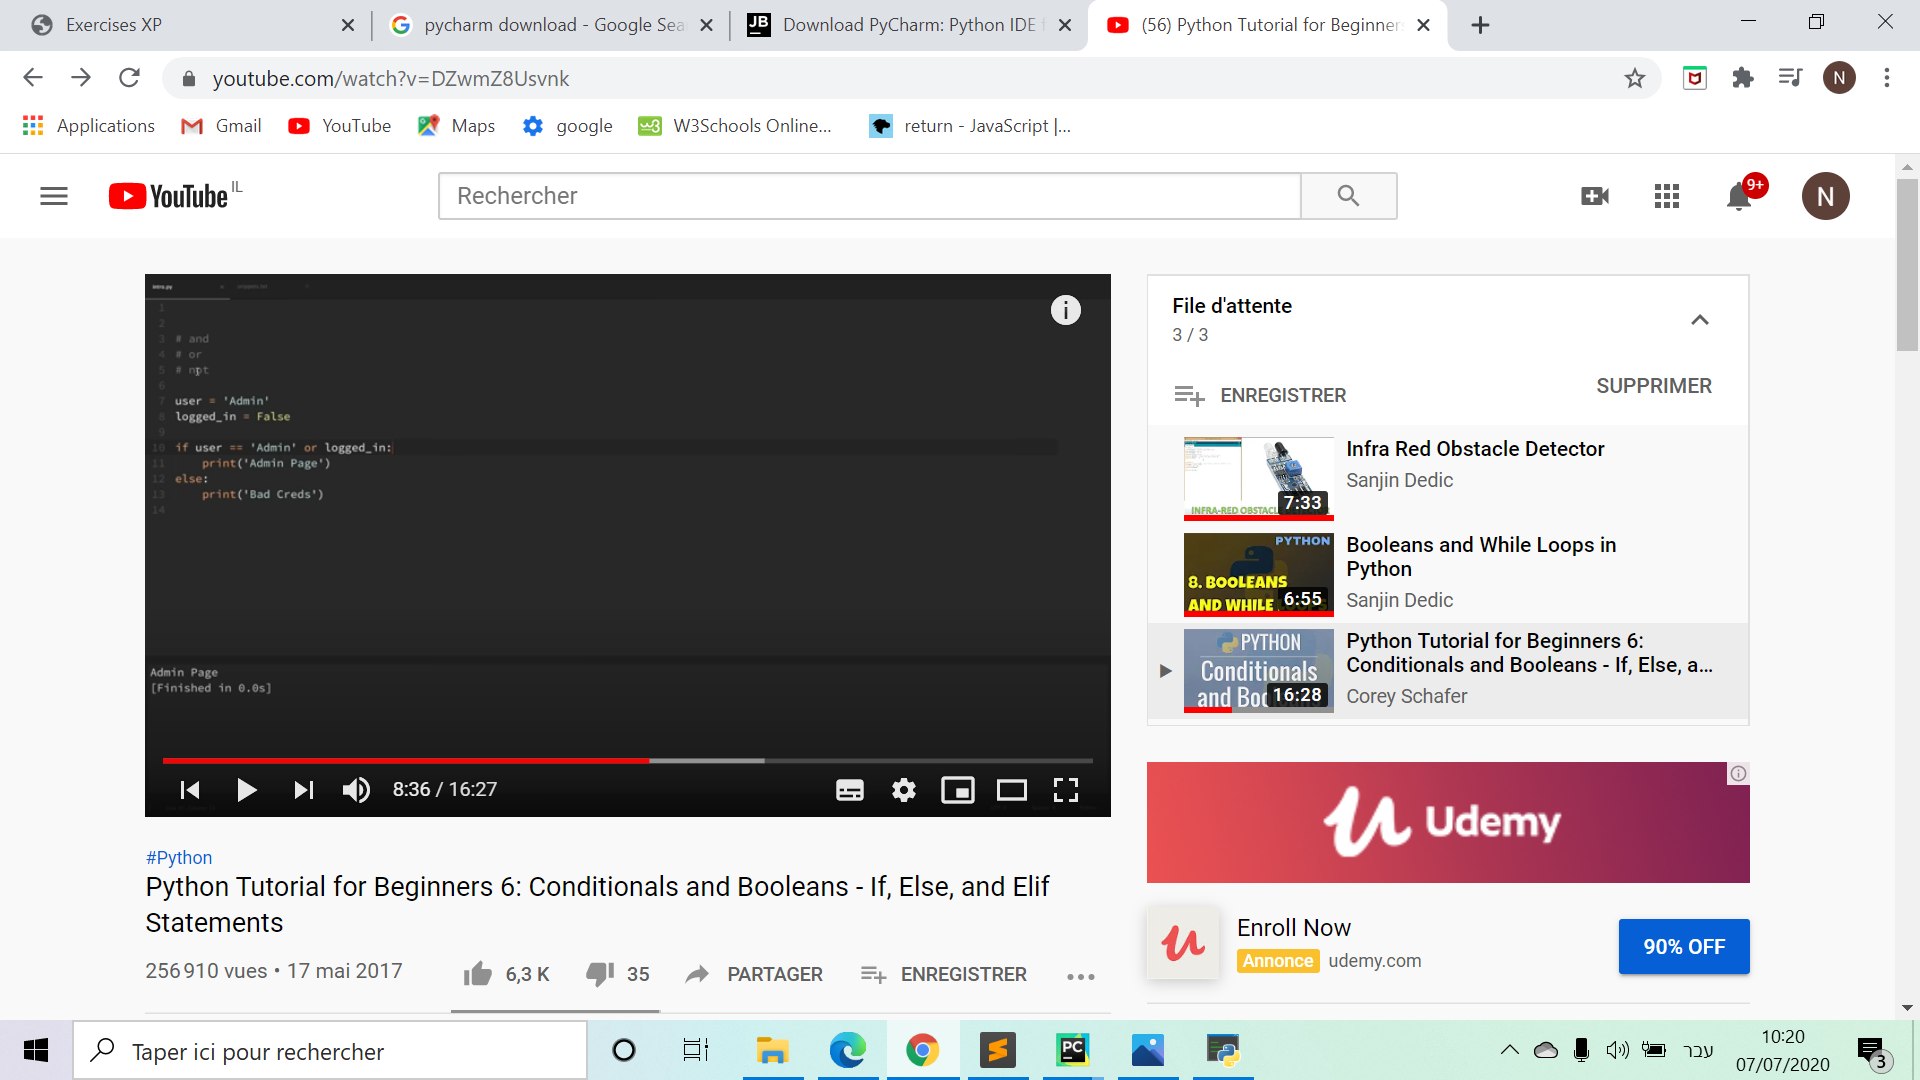 Exercises XP
pycharm download - Google Sea
Download PyCharm: Python IDE f
(56) Python Tutorial for Beginners
youtube.com/watch?v=DZwmZ8Usvnk
N
Applications
Gmail
YouTube
Maps
google
W3Schools Online...
return - JavaScript |...
YouTube IL
Rechercher
9+
N
intro.py
1
2
3 # and
4 # or
5 # not
6
7 user = 'Admin'
8 logged_in = False
9
10 if user == 'Admin' or logged_in:
11 print('Admin Page')
12 else:
13 print('Bad Creds')
14
Admin Page
[Finished in 0.0s]
8:36 / 16:27
File d'attente
3 / 3
ENREGISTRER
SUPPRIMER
INFRA-RED OBSTAC
7:33
Infra Red Obstacle Detector
Sanjin Dedic
PYTHON
8. BOOLEANS
AND WHILE
6:55
Booleans and While Loops in
Python
Sanjin Dedic
PYTHON
Conditionals
and Boo
16:28
Python Tutorial for Beginners 6:
Conditionals and Booleans - If, Else, a...
Corey Schafer
Udemy
Enroll Now
Annonce udemy.com
90% OFF
#Python
Python Tutorial for Beginners 6: Conditionals and Booleans - If, Else, and Elif
Statements
256 910 vues • 17 mai 2017
6,3 K
35
PARTAGER
ENREGISTRER
Taper ici pour rechercher
PC
עבר
10:20
07/07/2020
3